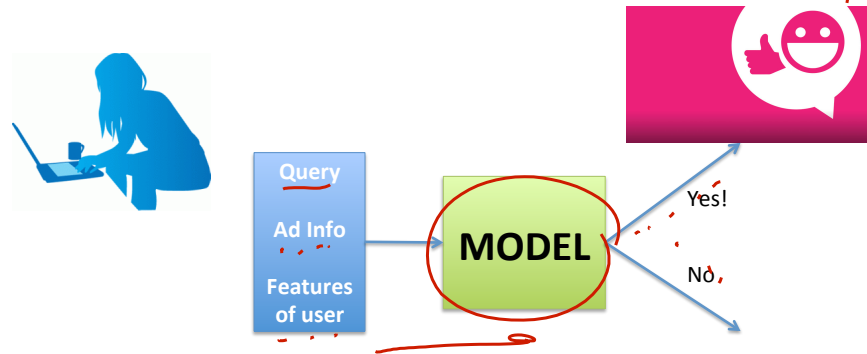 Query
Ad Info
Features
of user
MODEL
Yes!
No